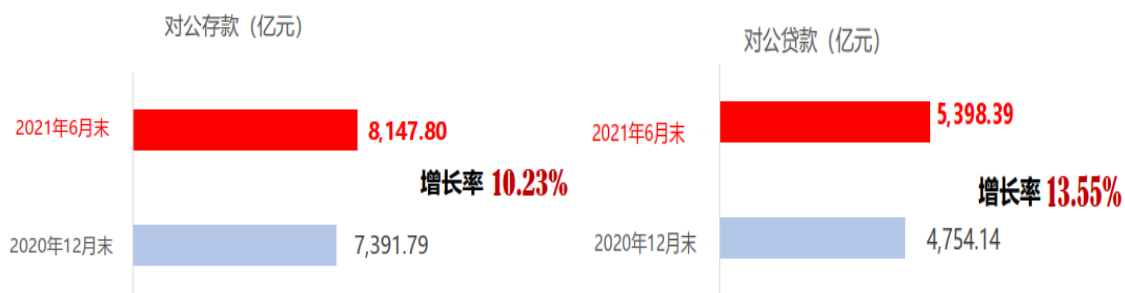 对公存款（亿元）
2021年6月末
8,147.80
增长率 10.23%
2020年12月末
7,391.79
对公贷款（亿元）
2021年6月末
5,398.39
增长率 13.55%
2020年12月末
4,754.14